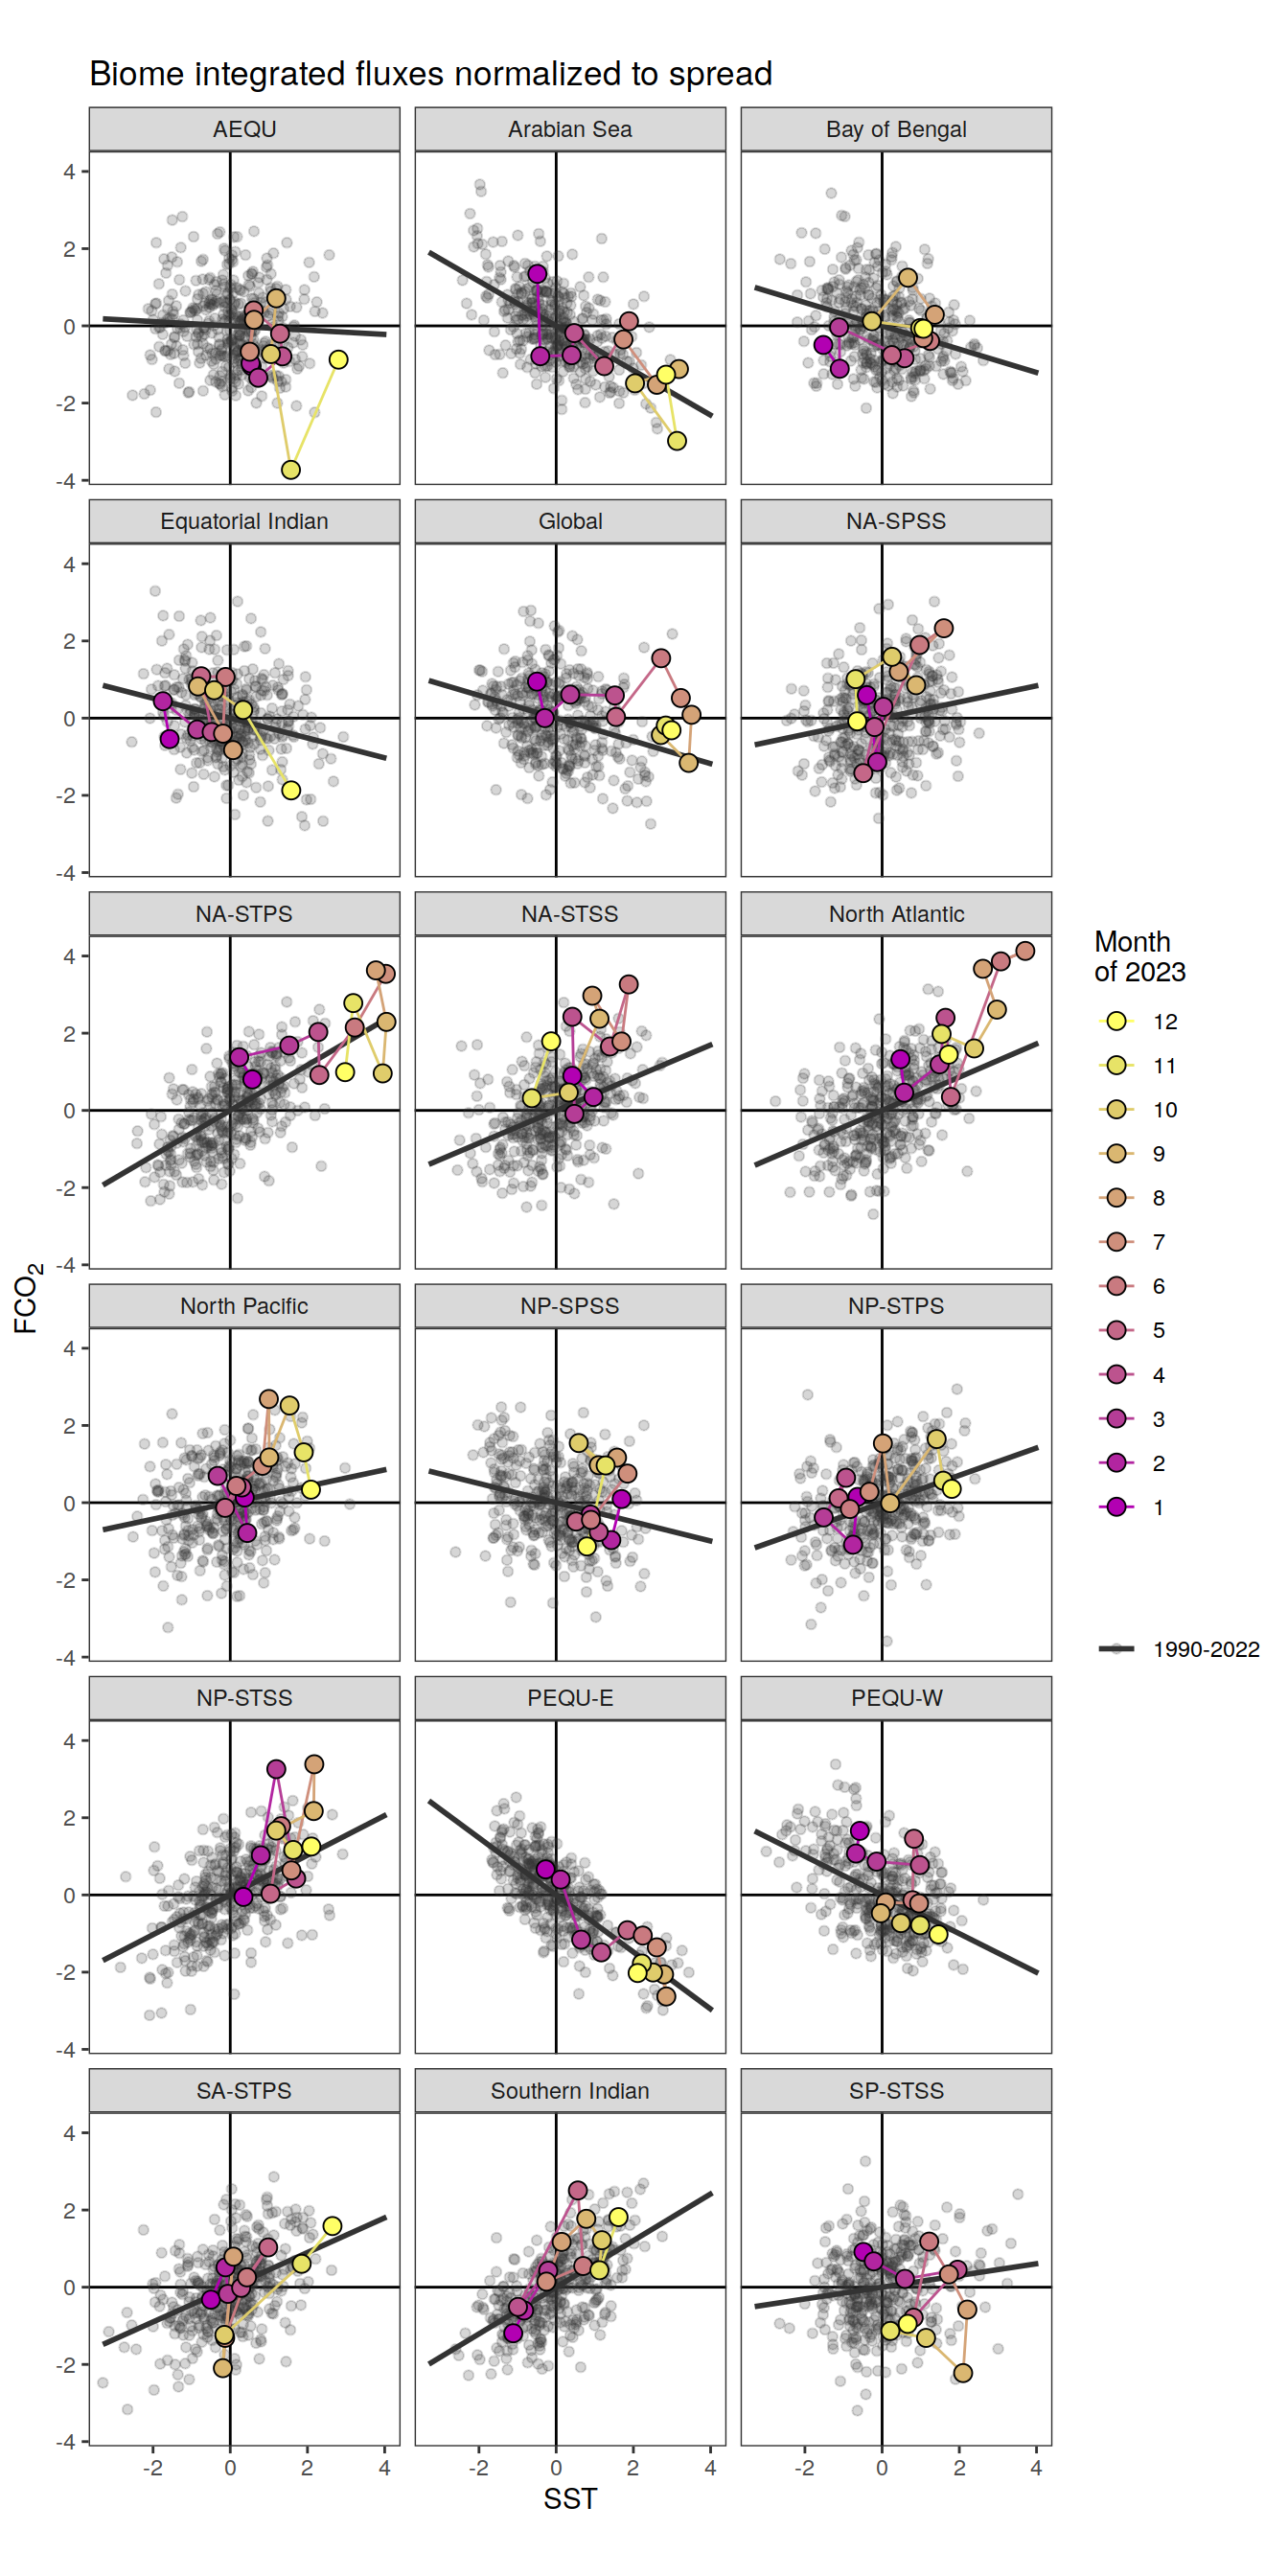 Biome integrated fluxes normalized to spread
AEQU
Arabian Sea
Bay of Bengal
4
2
0
-2
-4
Equatorial Indian
Global
NA-SPSS
4
2
0
-2
-4
NA-STPS
NA-STSS
North Atlantic
4
2
0
-2
-4
North Pacific
NP-SPSS
NP-STPS
4
2
0
-2
-4
NP-STSS
PEQU-E
PEQU-W
4
2
0
-2
-4
SA-STPS
Southern Indian
SP-STSS
4
2
0
-2
-4
-2 0 2 4
-2 0 2 4
-2 0 2 4
SST
FCO₂
Month
of 2023
12
11
10
9
8
7
6
5
4
3
2
1
1990-2022